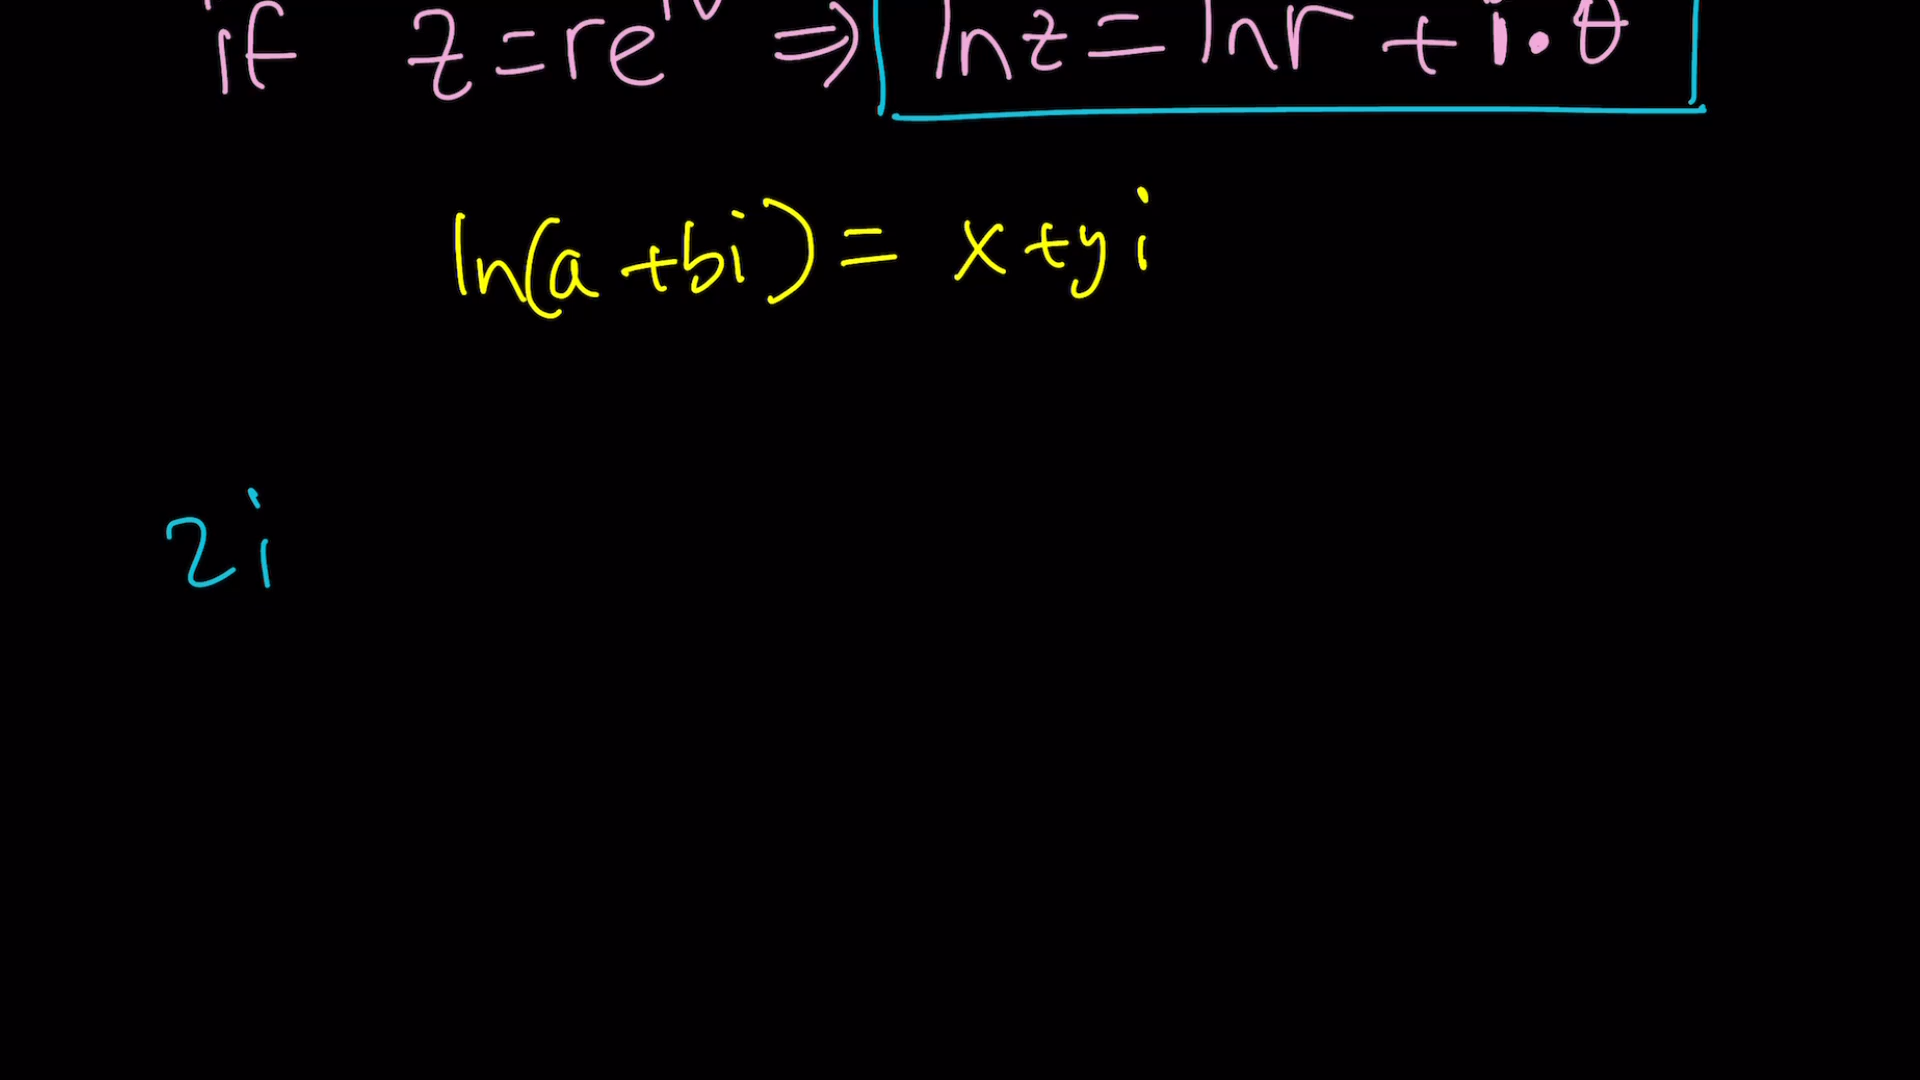 if z=re^iθ ⇒ ln z = ln r + i·θ
ln(a+bi) = x+yi
2i